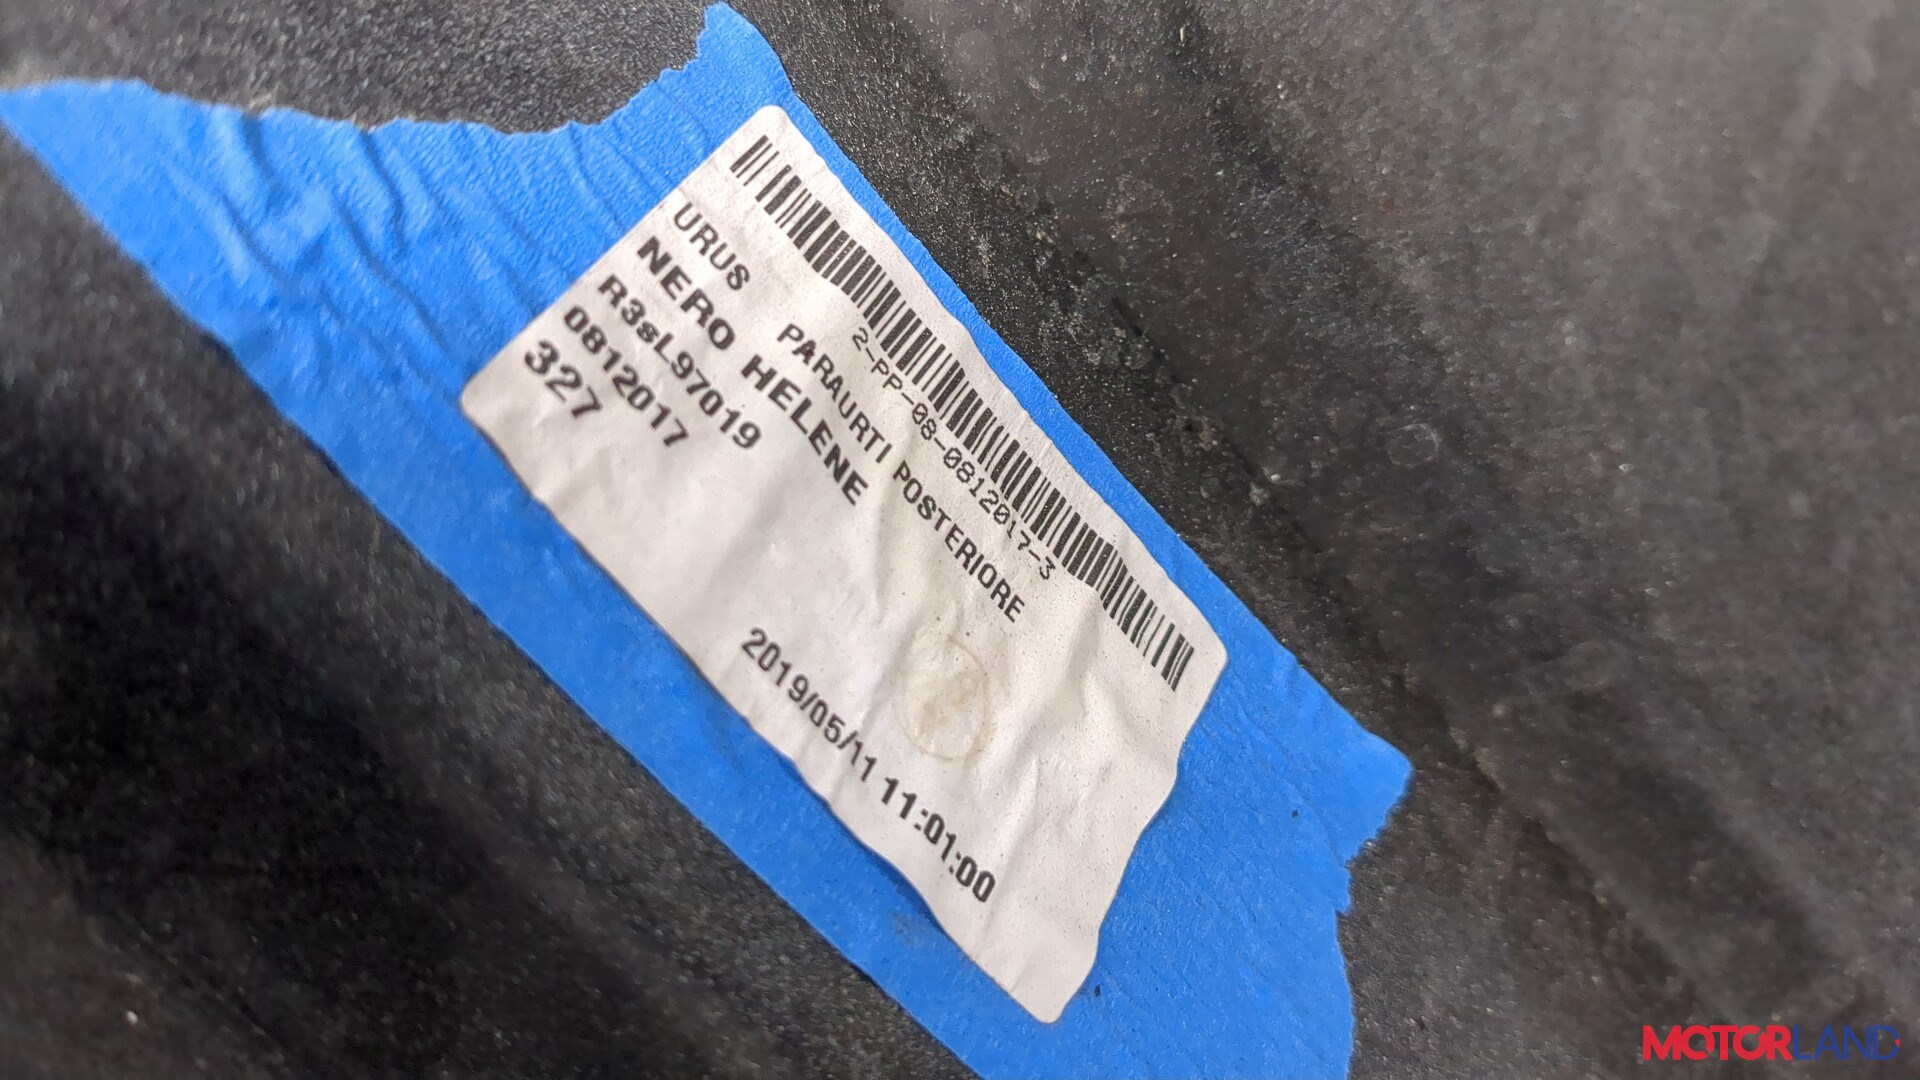 2-PP-08-0812017-3
URUS PARAURTI POSTERIORE
NERO HELENE
R3sL97019
0812017
327
2019/05/11 11:01:00
MOTORLAND